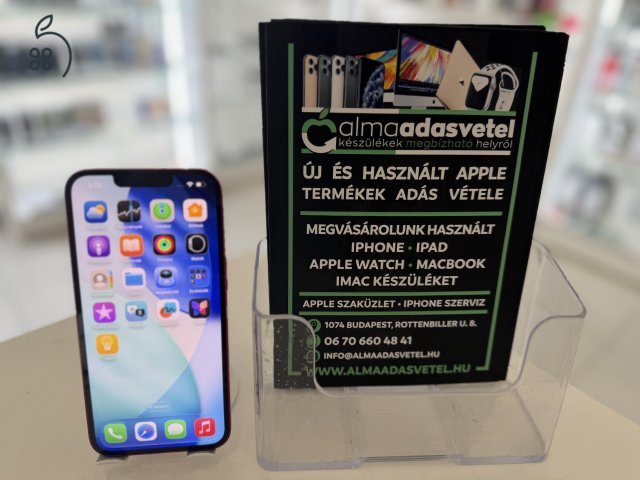 almaadasvetel
készülékek megbízható helyről
ÚJ ÉS HASZNÁLT APPLE
TERMÉKEK ADÁS VÉTELE
MEGVÁSÁROLUNK HASZNÁLT
IPHONE • IPAD
APPLE WATCH • MACBOOK
IMAC KÉSZÜLÉKET
APPLE SZAKÜZLET • IPHONE SZERVIZ
1074 BUDAPEST, ROTTENBILLER U. 8.
06 70 660 48 41
INFO@ALMAADASVETEL.HU
WWW.ALMAADASVETEL.HU